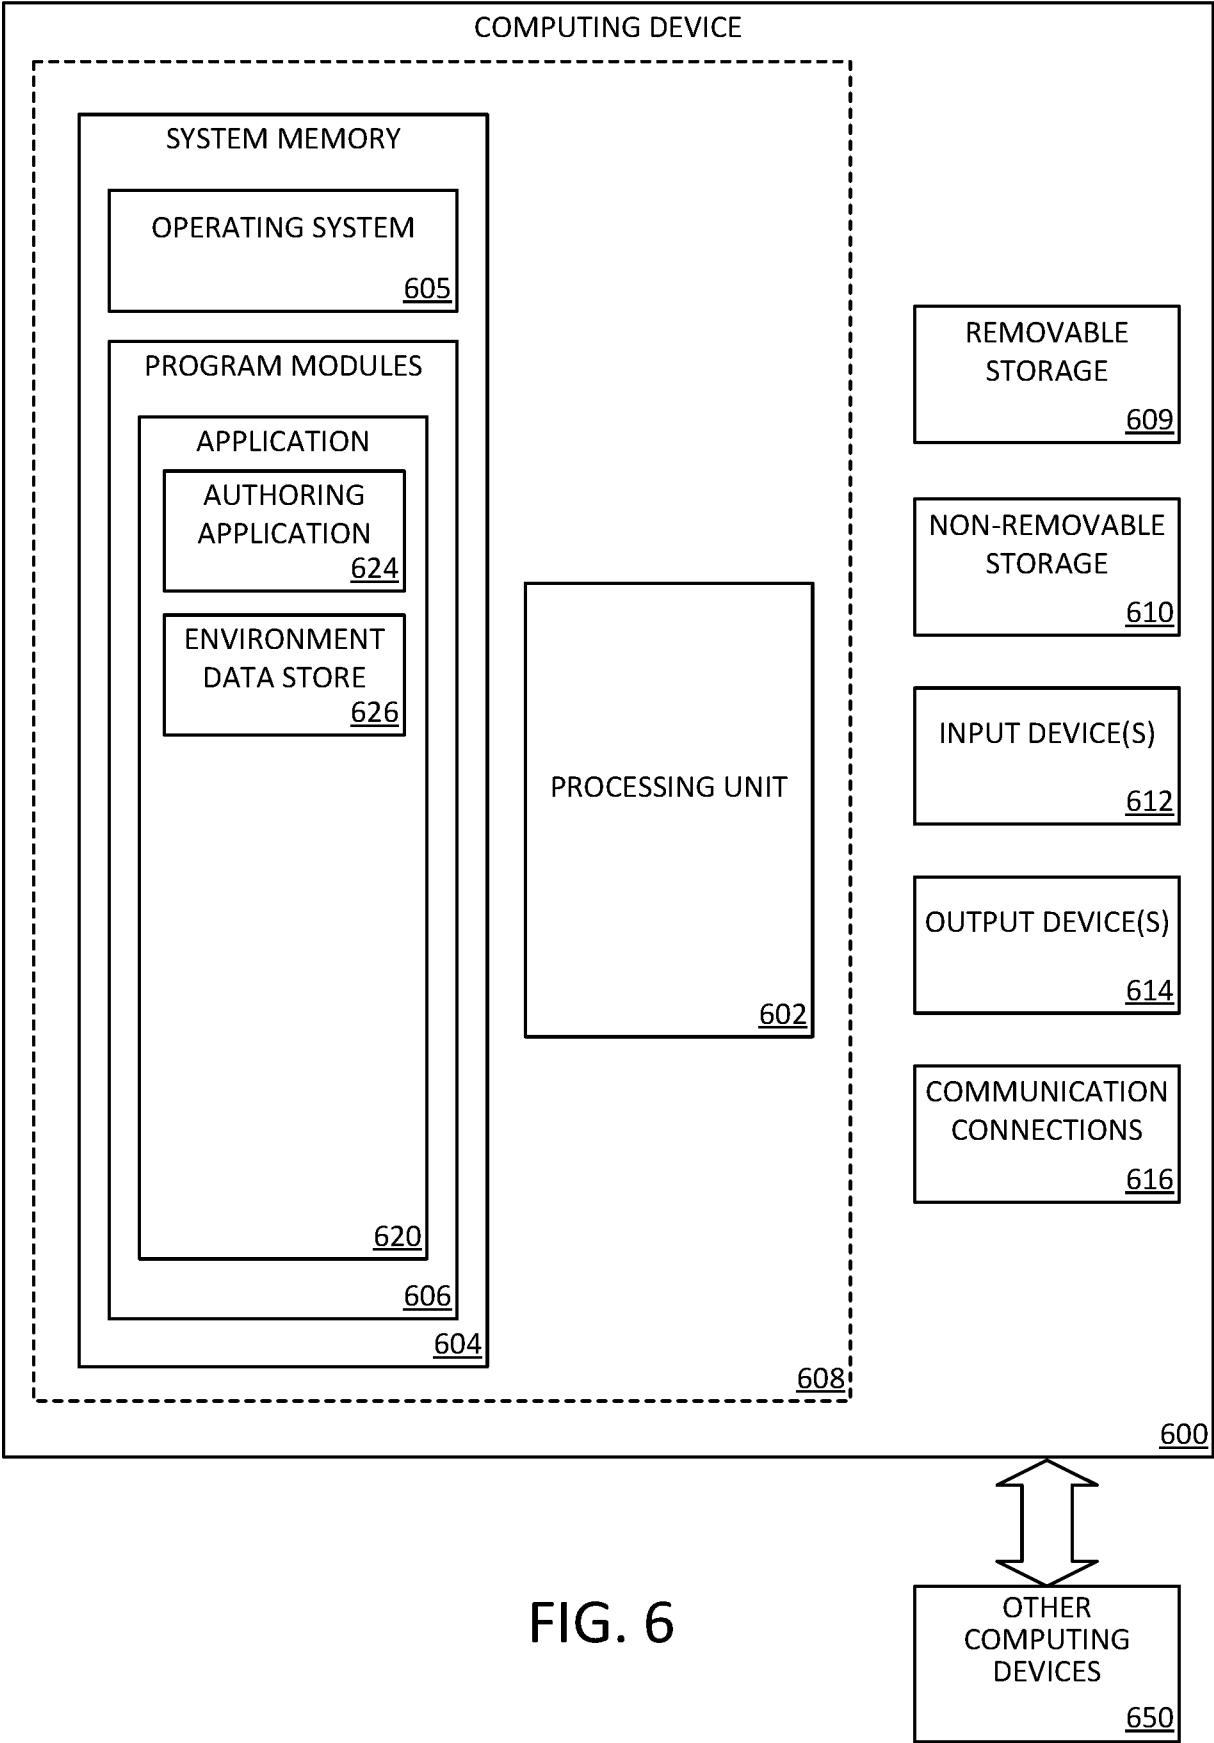 COMPUTING DEVICE
SYSTEM MEMORY
OPERATING SYSTEM
605
PROGRAM MODULES
APPLICATION
AUTHORING
APPLICATION
624
ENVIRONMENT
DATA STORE
626
620
606
604
PROCESSING UNIT
602
608
REMOVABLE
STORAGE
609
NON-REMOVABLE
STORAGE
610
INPUT DEVICE(S)
612
OUTPUT DEVICE(S)
614
COMMUNICATION
CONNECTIONS
616
600
OTHER
COMPUTING
DEVICES
650
FIG. 6